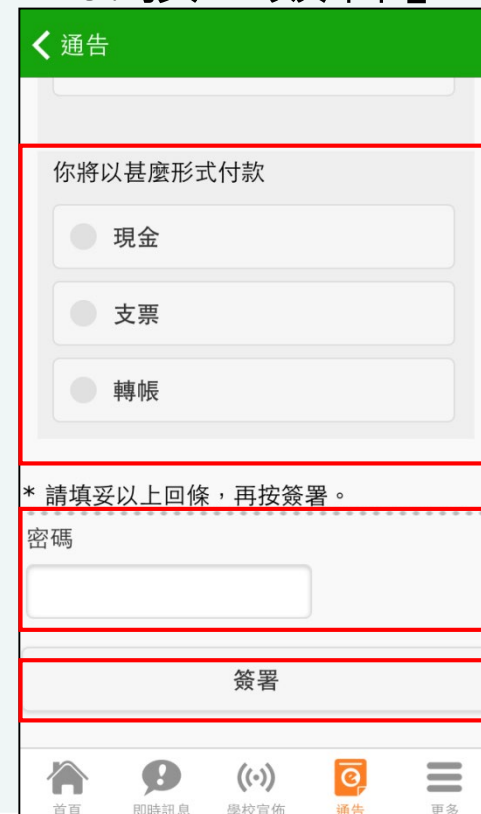 通告
你將以甚麼形式付款
現金
支票
轉帳
* 請填妥以上回條，再按簽署。
密碼
簽署
首頁 即時訊息 學校宣佈 通告 更多